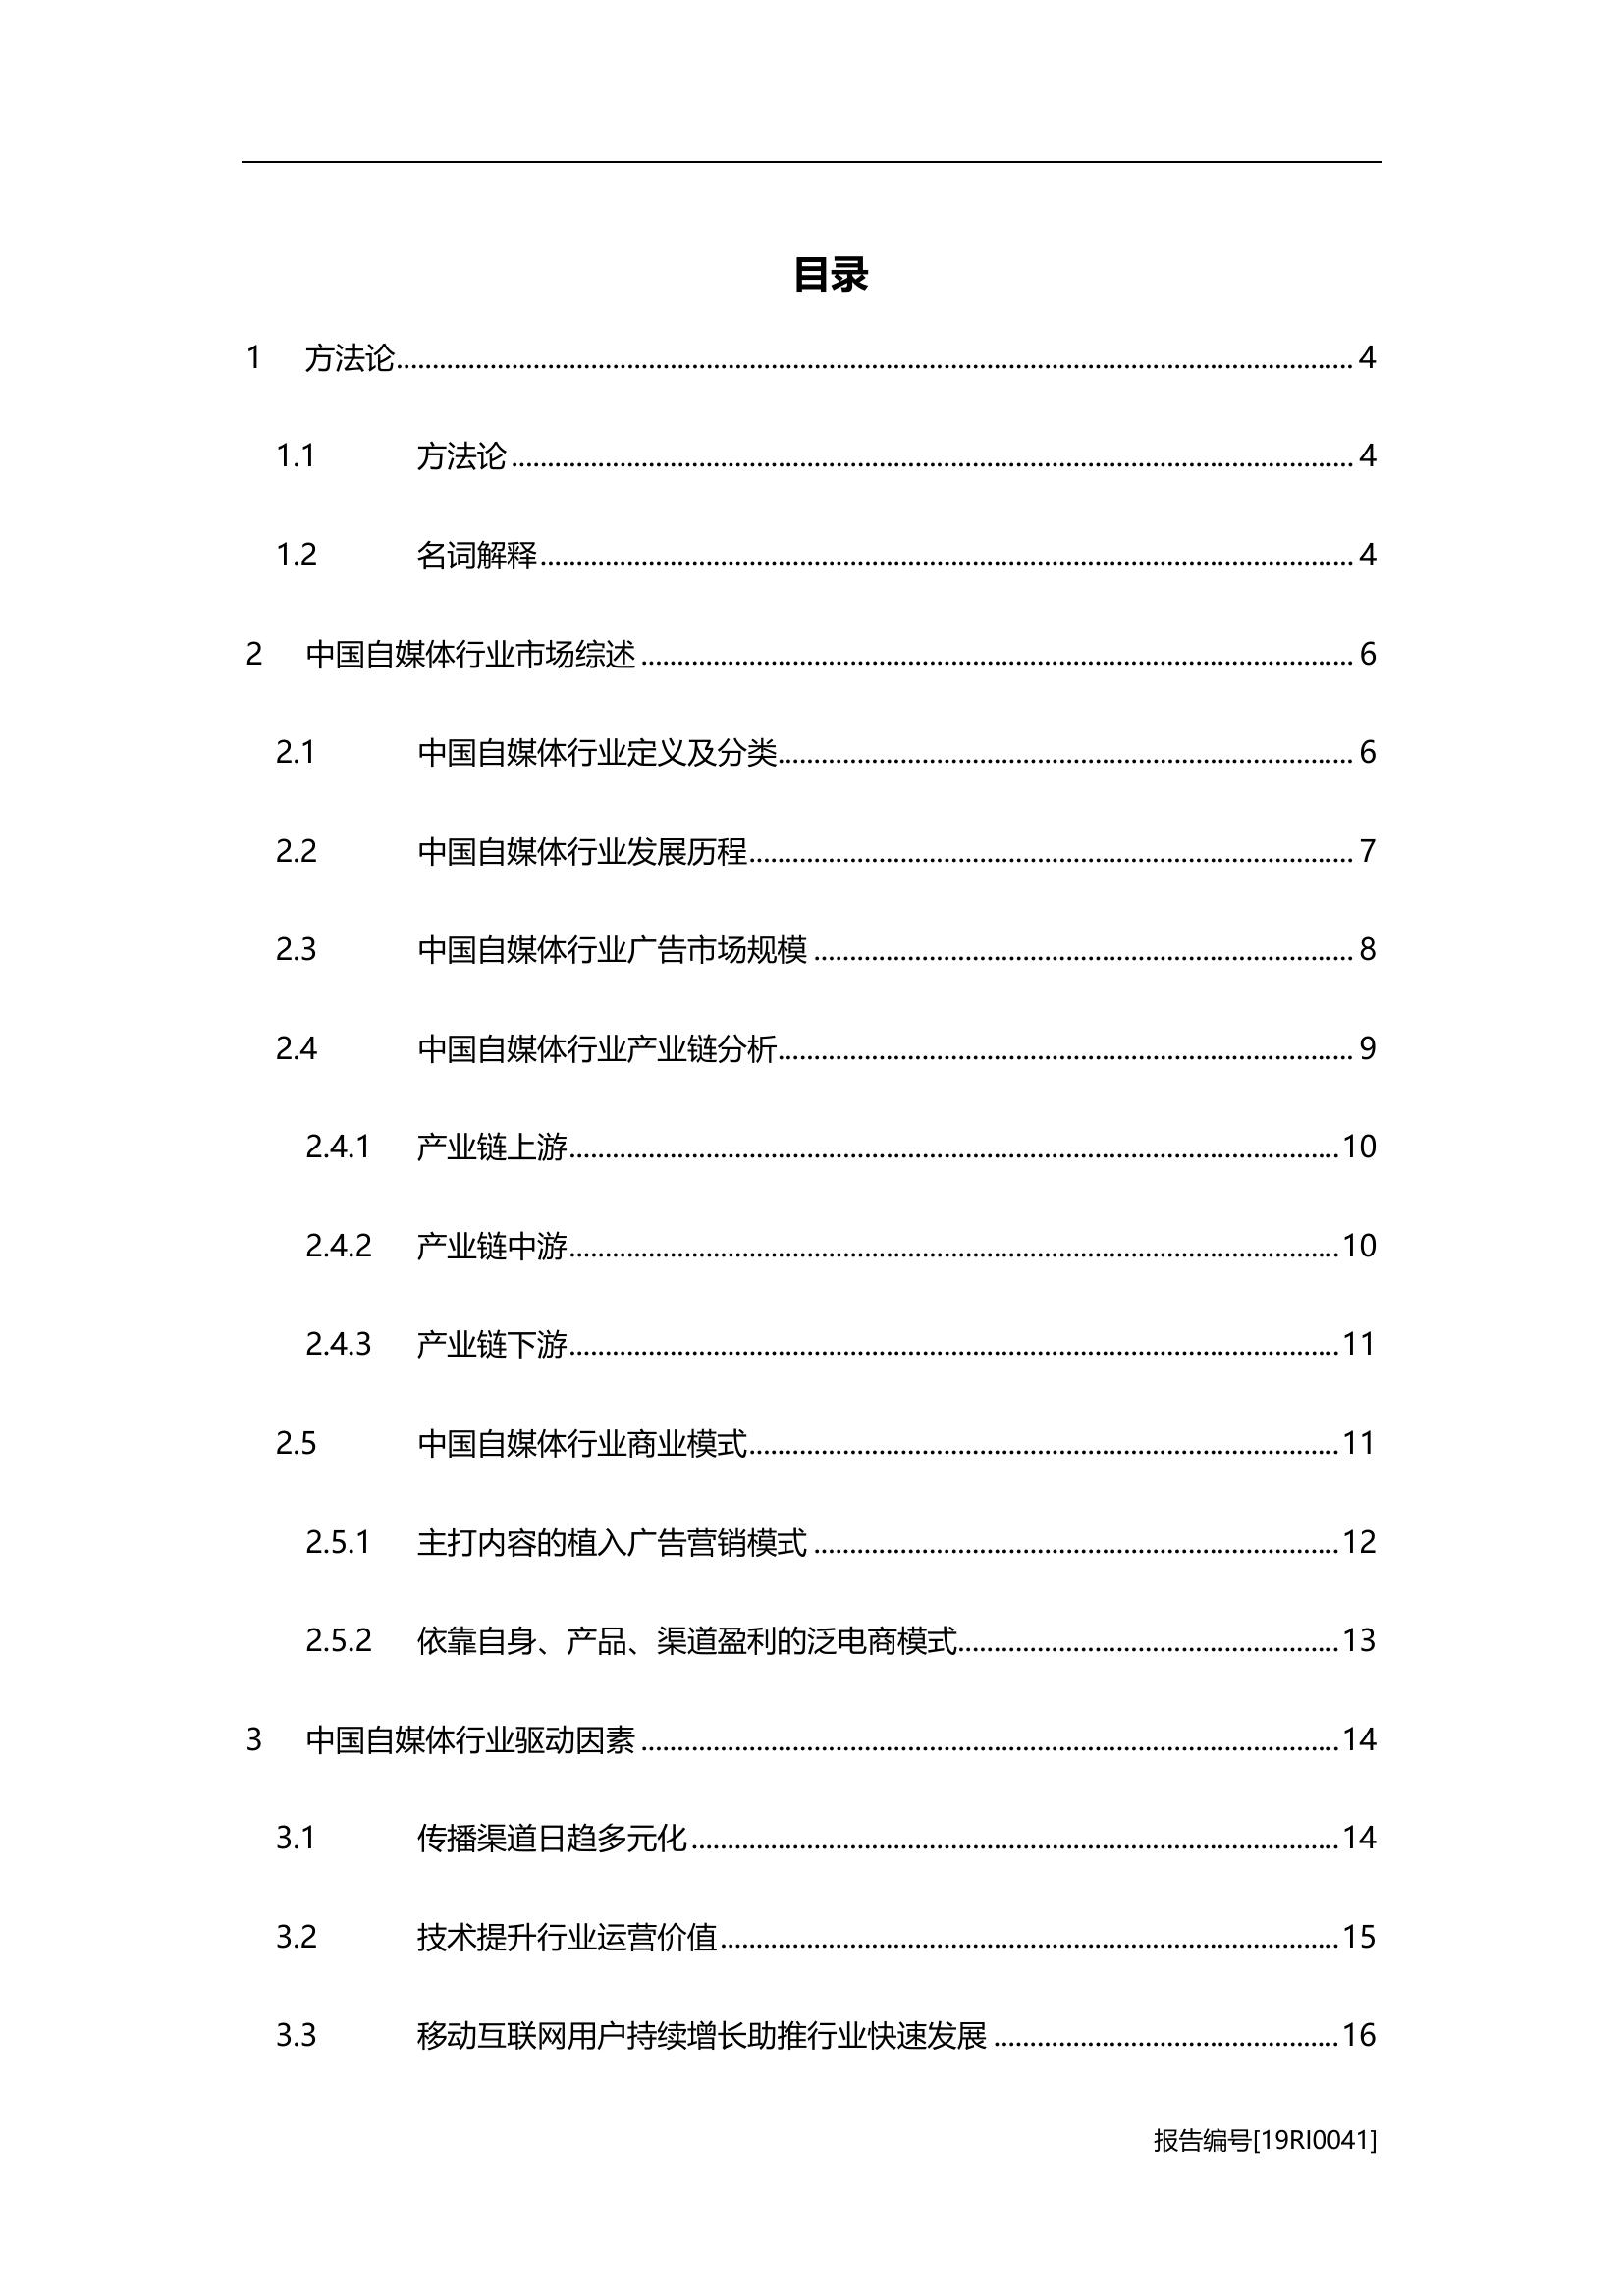 目录
1 方法论 4
1.1 方法论 4
1.2 名词解释 4
2 中国自媒体行业市场综述 6
2.1 中国自媒体行业定义及分类 6
2.2 中国自媒体行业发展历程 7
2.3 中国自媒体行业广告市场规模 8
2.4 中国自媒体行业产业链分析 9
2.4.1 产业链上游 10
2.4.2 产业链中游 10
2.4.3 产业链下游 11
2.5 中国自媒体行业商业模式 11
2.5.1 主打内容的植入广告营销模式 12
2.5.2 依靠自身、产品、渠道盈利的泛电商模式 13
3 中国自媒体行业驱动因素 14
3.1 传播渠道日趋多元化 14
3.2 技术提升行业运营价值 15
3.3 移动互联网用户持续增长助推行业快速发展 16
报告编号[19RI0041]